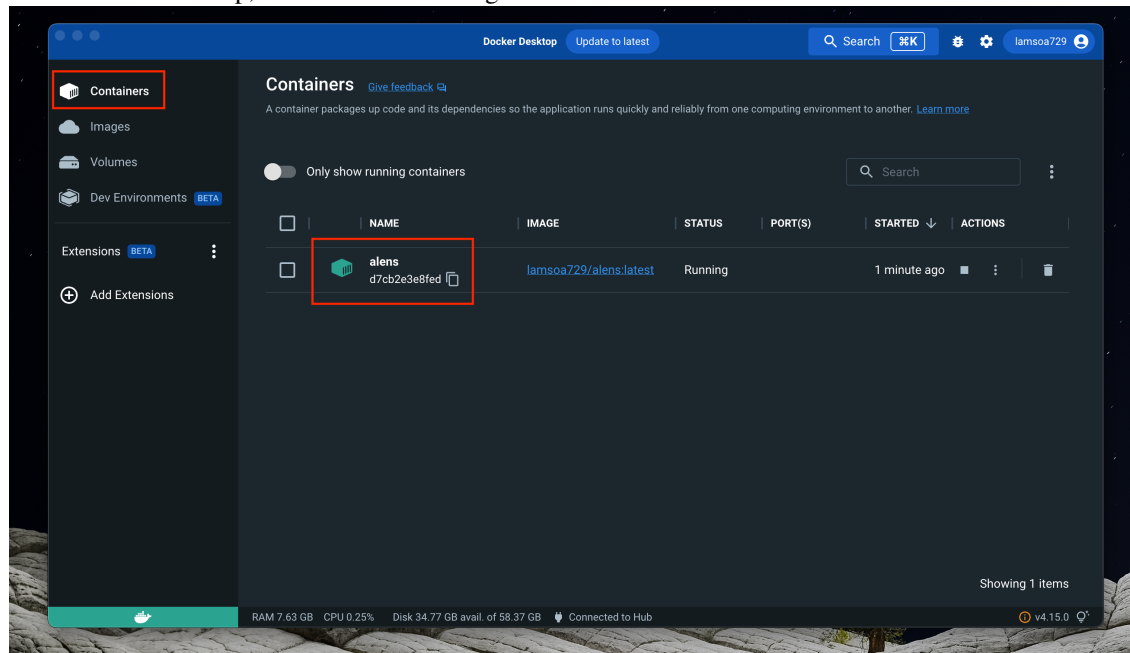 Docker Desktop Update to latest Search ⌘K lamsoa729
Containers
Images
Volumes
Dev Environments BETA
Extensions BETA
Add Extensions
Containers Give feedback
A container packages up code and its dependencies so the application runs quickly and reliably from one computing environment to another. Learn more
Only show running containers
Search
NAME IMAGE STATUS PORT(S) STARTED ACTIONS
alens
d7cb2e3e8fed
lamsoa729/alens:latest Running 1 minute ago
Showing 1 items
RAM 7.63 GB CPU 0.25% Disk 34.77 GB avail. of 58.37 GB Connected to Hub v4.15.0